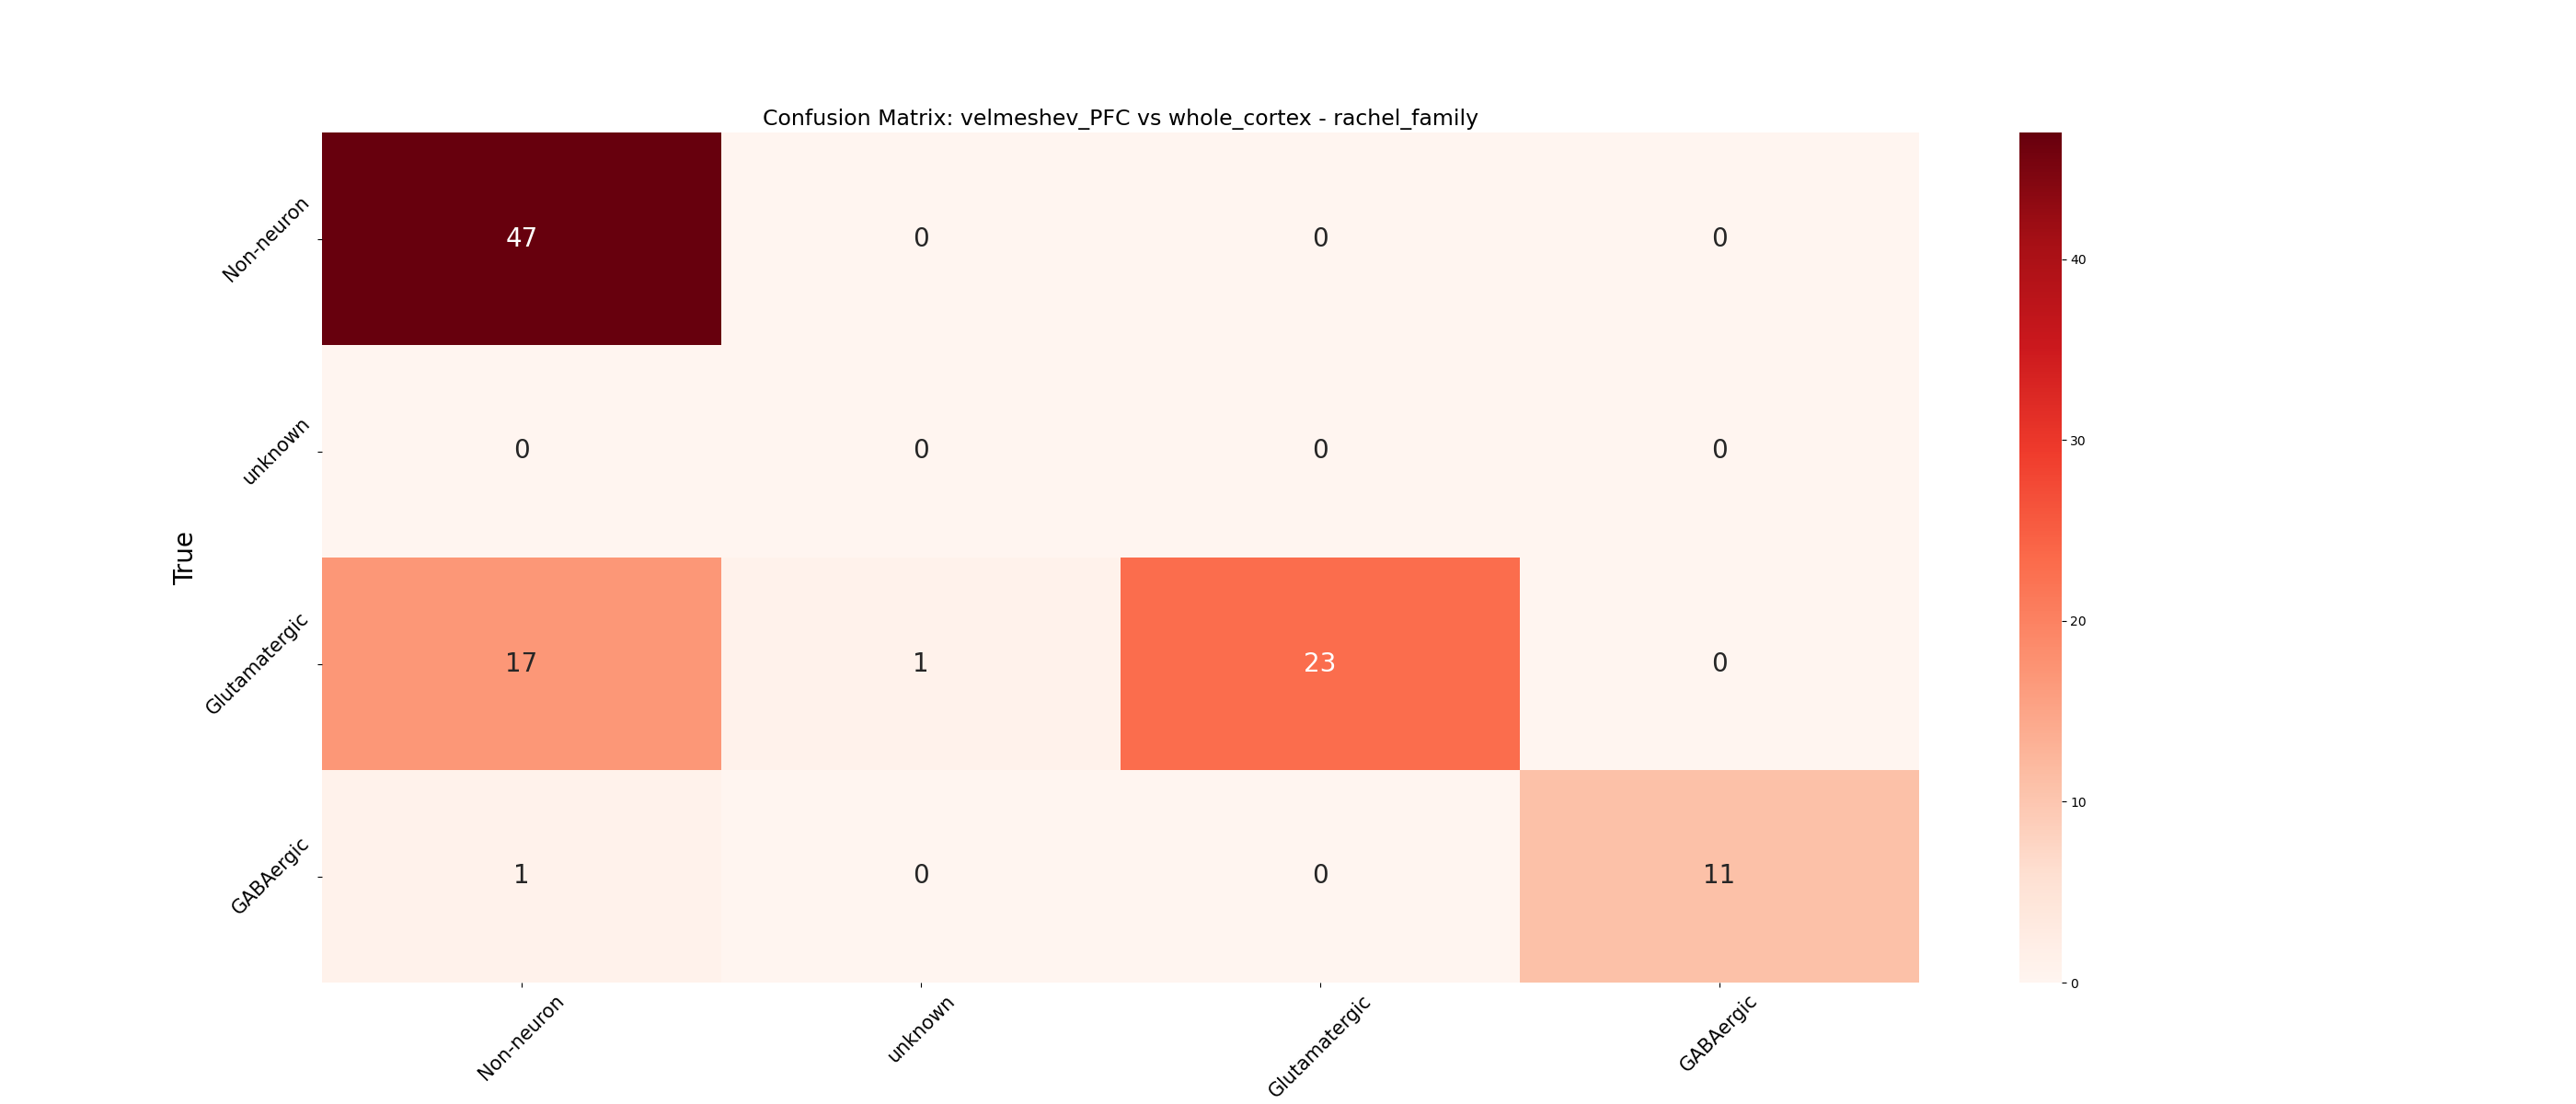 Confusion Matrix: velmeshev_PFC vs whole_cortex - rachel_family
Non-neuron
47
0
0
0
40
unknown
0
0
0
0
30
True
Glutamatergic
17
1
23
0
20
GABAergic
1
0
0
11
10
0
Non-neuron
unknown
Glutamatergic
GABAergic